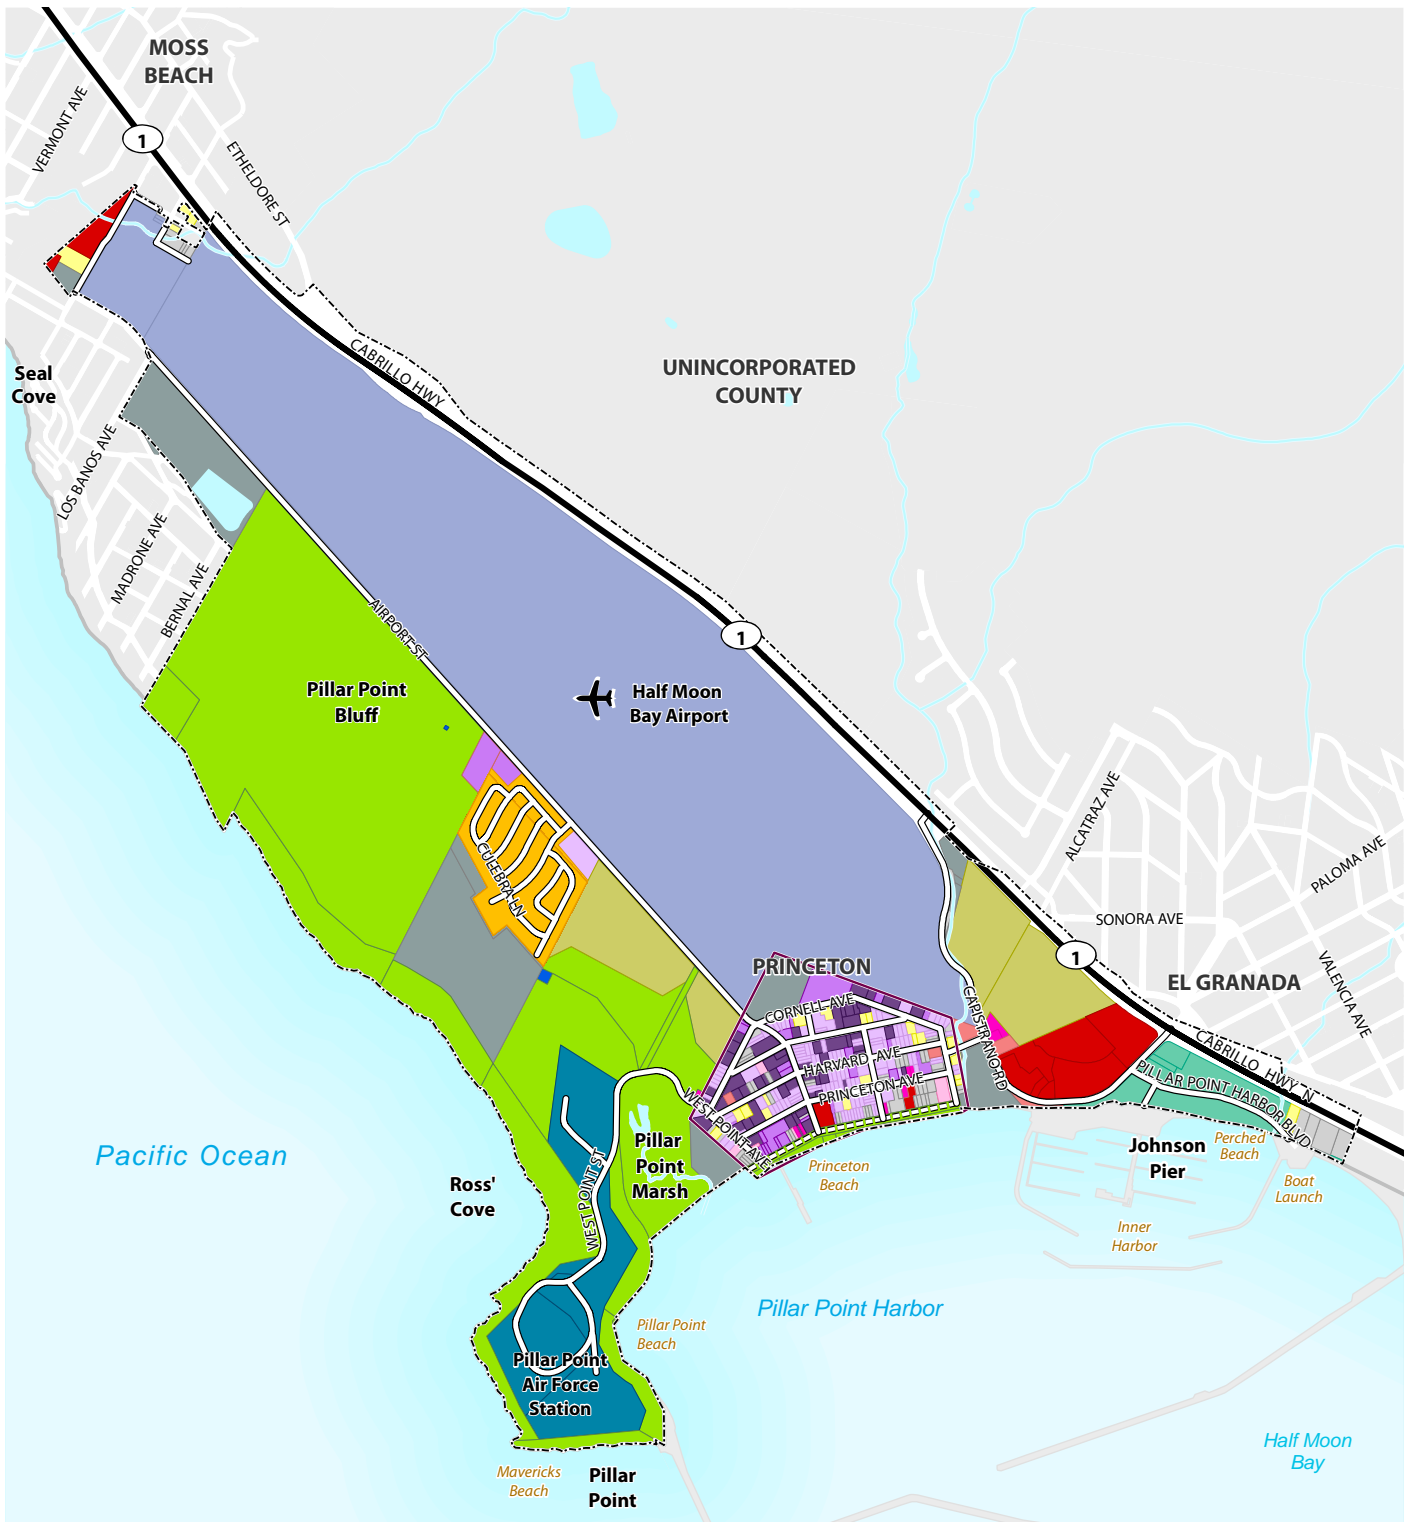 MOSS
BEACH
VERMONT AVE
1
ETHELDORE ST
CABRILLO HWY
UNINCORPORATED
COUNTY
Seal
Cove
LOS BANOS AVE
MADRONE AVE
BERNAL AVE
AIRPORT ST
1
Pillar Point
Bluff
Half Moon
Bay Airport
ALCATRAZ AVE
PALOMA AVE
CULEBRA LN
SONORA AVE
1
PRINCETON
EL GRANADA
VALENCIA AVE
CORNELL AVE
CAPISTRANO RD
HARVARD AVE
PRINCETON AVE
CABRILLO HWY N
PILLAR POINT HARBOR BLVD
WEST POINT AVE
Pacific Ocean
Pillar
Point
Marsh
Johnson
Pier
Perched
Beach
Princeton
Beach
Boat
Launch
Ross'
Cove
WEST POINT ST
Inner
Harbor
Pillar Point Harbor
Pillar Point
Beach
Pillar Point
Air Force
Station
Half Moon
Bay
Mavericks
Beach
Pillar
Point